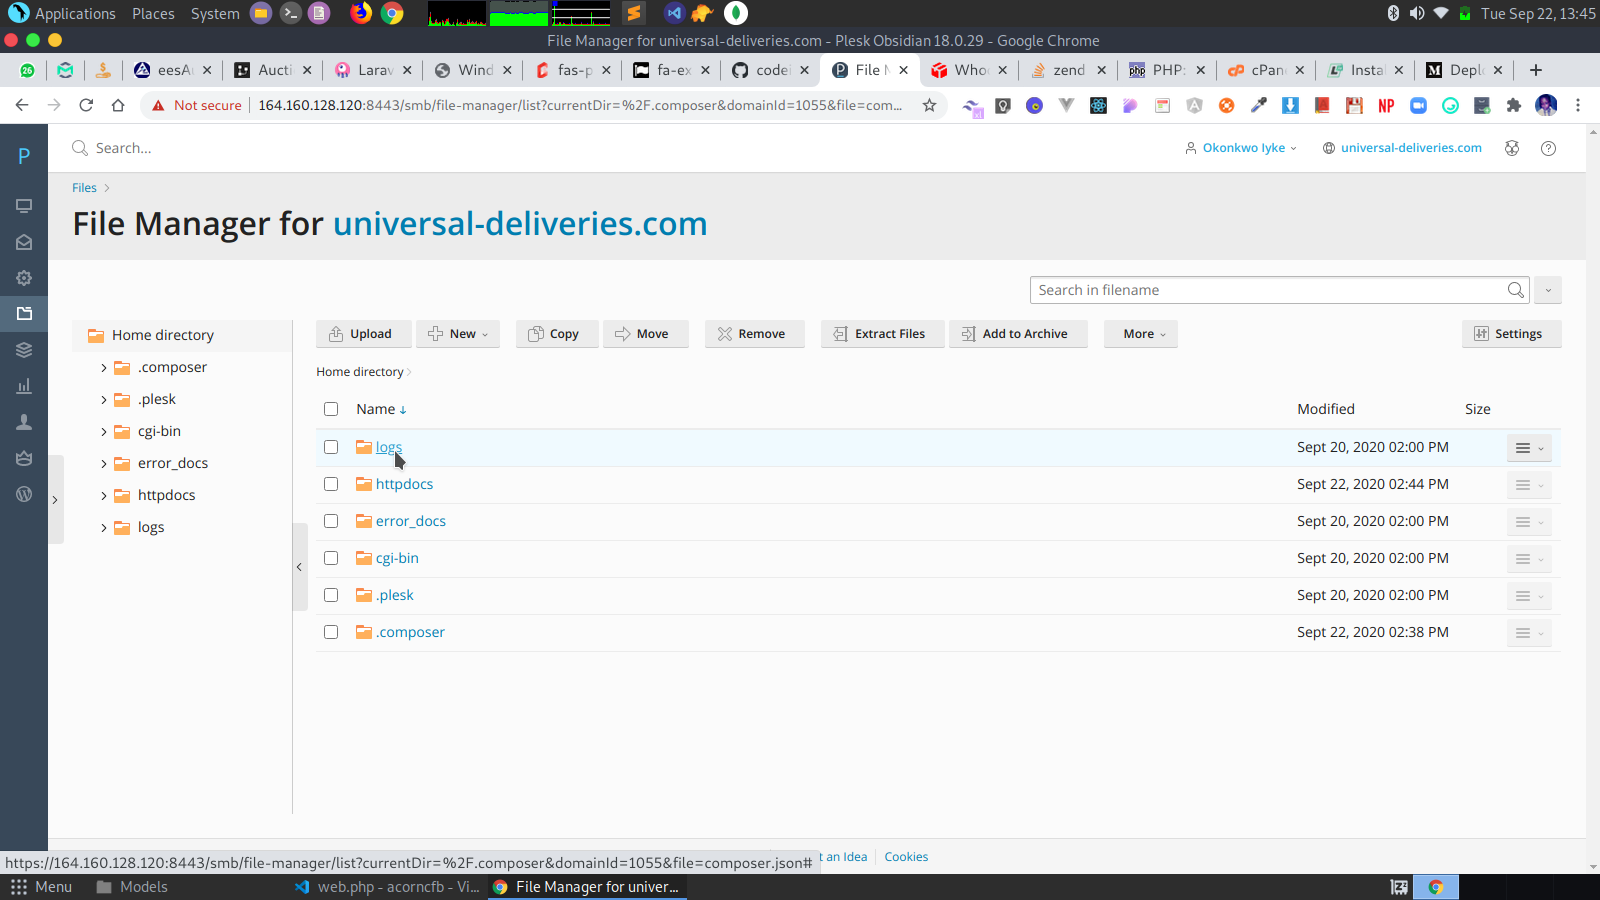 Applications Places System Tue Sep 22, 13:45
File Manager for universal-deliveries.com - Plesk Obsidian 18.0.29 - Google Chrome
26 eesA Aucti Larav Wind fas-p fa-ex codei File M Whoo zend PHP: cPan Insta Deplo
Not secure 164.160.128.120:8443/smb/file-manager/list?currentDir=%2F.composer&domainId=1055&file=com... NP
P Search... Okonkwo Iyke universal-deliveries.com
Files
File Manager for universal-deliveries.com
Search in filename
Home directory
.composer
.plesk
cgi-bin
error_docs
httpdocs
logs
Upload New Copy Move Remove Extract Files Add to Archive More Settings
Home directory
Name Modified Size
logs Sept 20, 2020 02:00 PM
httpdocs Sept 22, 2020 02:44 PM
error_docs Sept 20, 2020 02:00 PM
cgi-bin Sept 20, 2020 02:00 PM
.plesk Sept 20, 2020 02:00 PM
.composer Sept 22, 2020 02:38 PM
https://164.160.128.120:8443/smb/file-manager/list?currentDir=%2F.composer&domainId=1055&file=composer.json# t an Idea Cookies
Menu Models web.php - acorncfb - Vi... File Manager for univer...